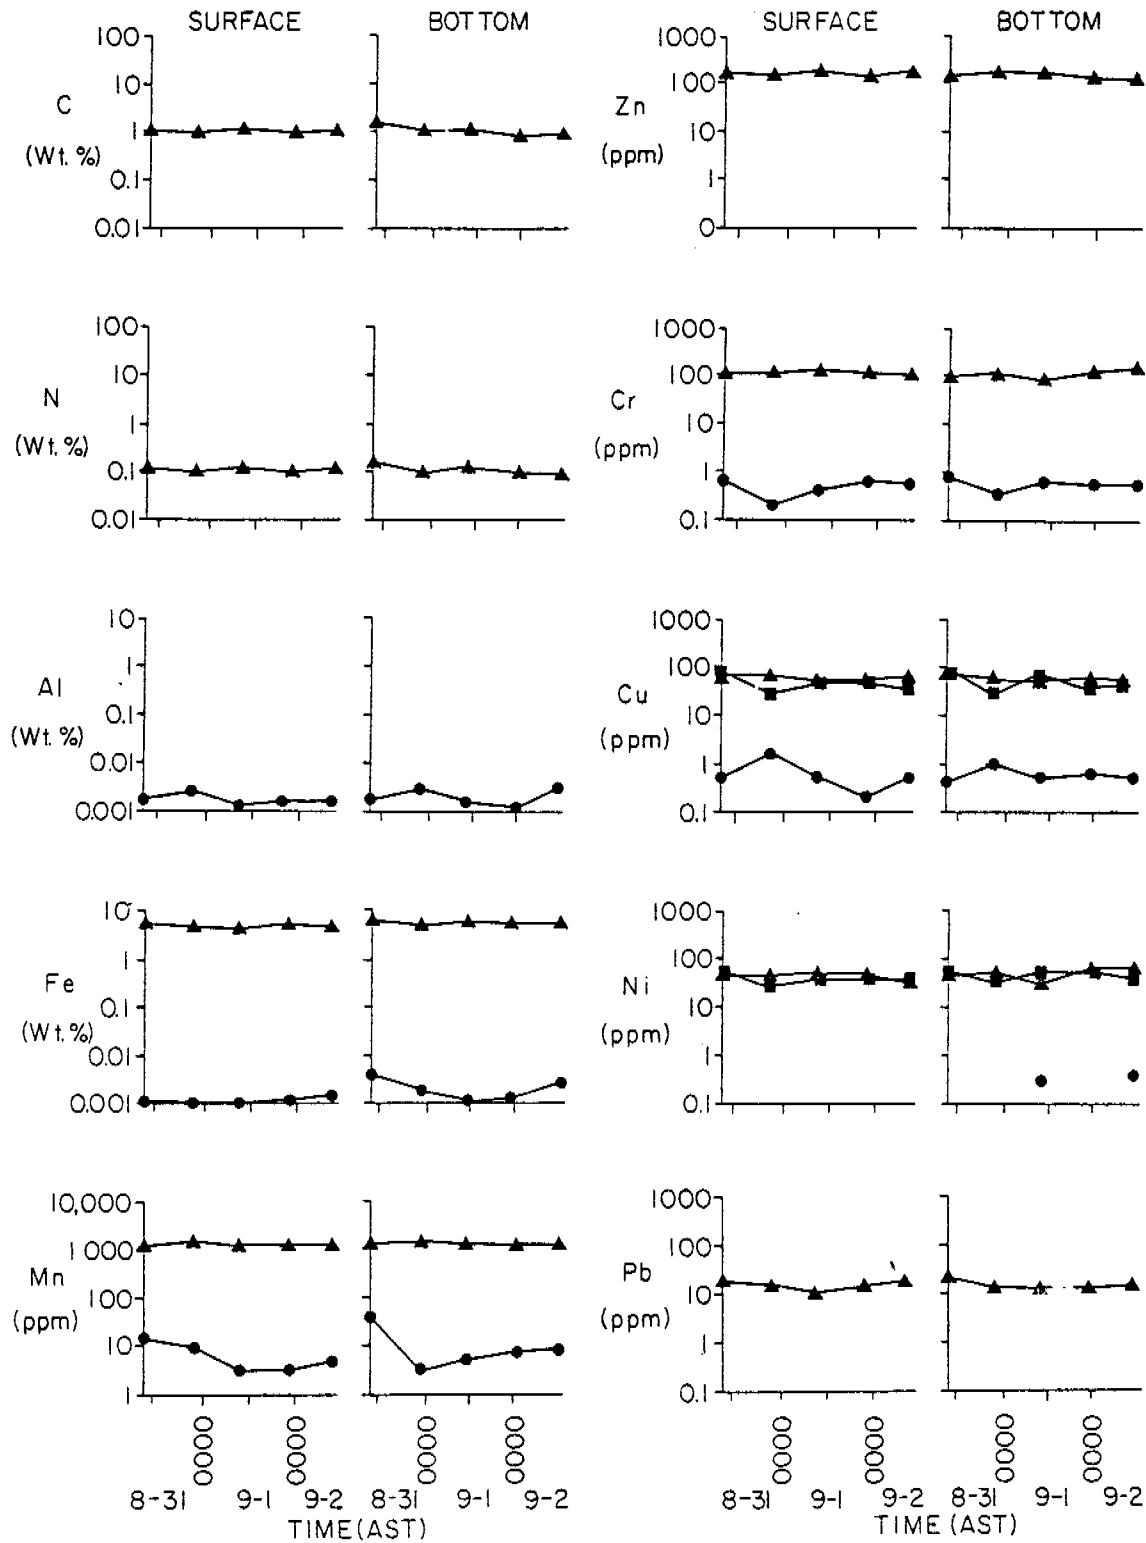 SURFACE BOTTOM SURFACE BOTTOM
100
10
C
1
(Wt. %)
0.1
0.01
1000
100
Zn
10
(ppm)
1
0
100
10
N
1
(Wt. %)
0.1
0.01
1000
100
Cr
10
(ppm)
1
0.1
10
1
Al
0.1
(Wt. %)
0.01
0.001
1000
100
Cu
10
(ppm)
1
0.1
10
1
Fe
0.1
(Wt. %)
0.01
0.001
1000
100
Ni
10
(ppm)
1
0.1
10,000
1000
Mn
100
(ppm)
10
1
1000
100
Pb
10
(ppm)
1
0.1
0000 0000 0000 0000 0000 0000 0000 0000
8-31 9-1 9-2 8-31 9-1 9-2 8-31 9-1 9-2 8-31 9-1 9-2
TIME(AST) TIME (AST)